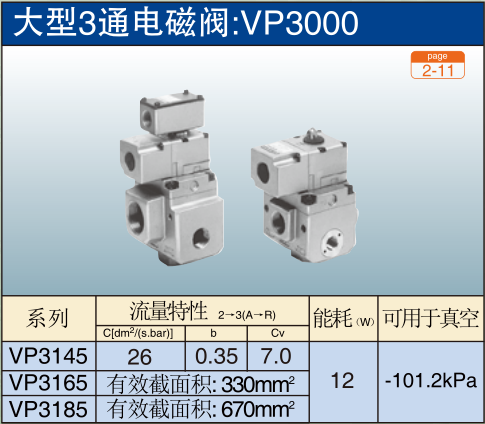 大型3通电磁阀:VP3000
page
2-11
系列 流量特性 2→3(A→R) 能耗(W) 可用于真空
C[dm²/(s.bar)] b Cv
VP3145 26 0.35 7.0 12 -101.2kPa
VP3165 有效截面积: 330mm²
VP3185 有效截面积: 670mm²